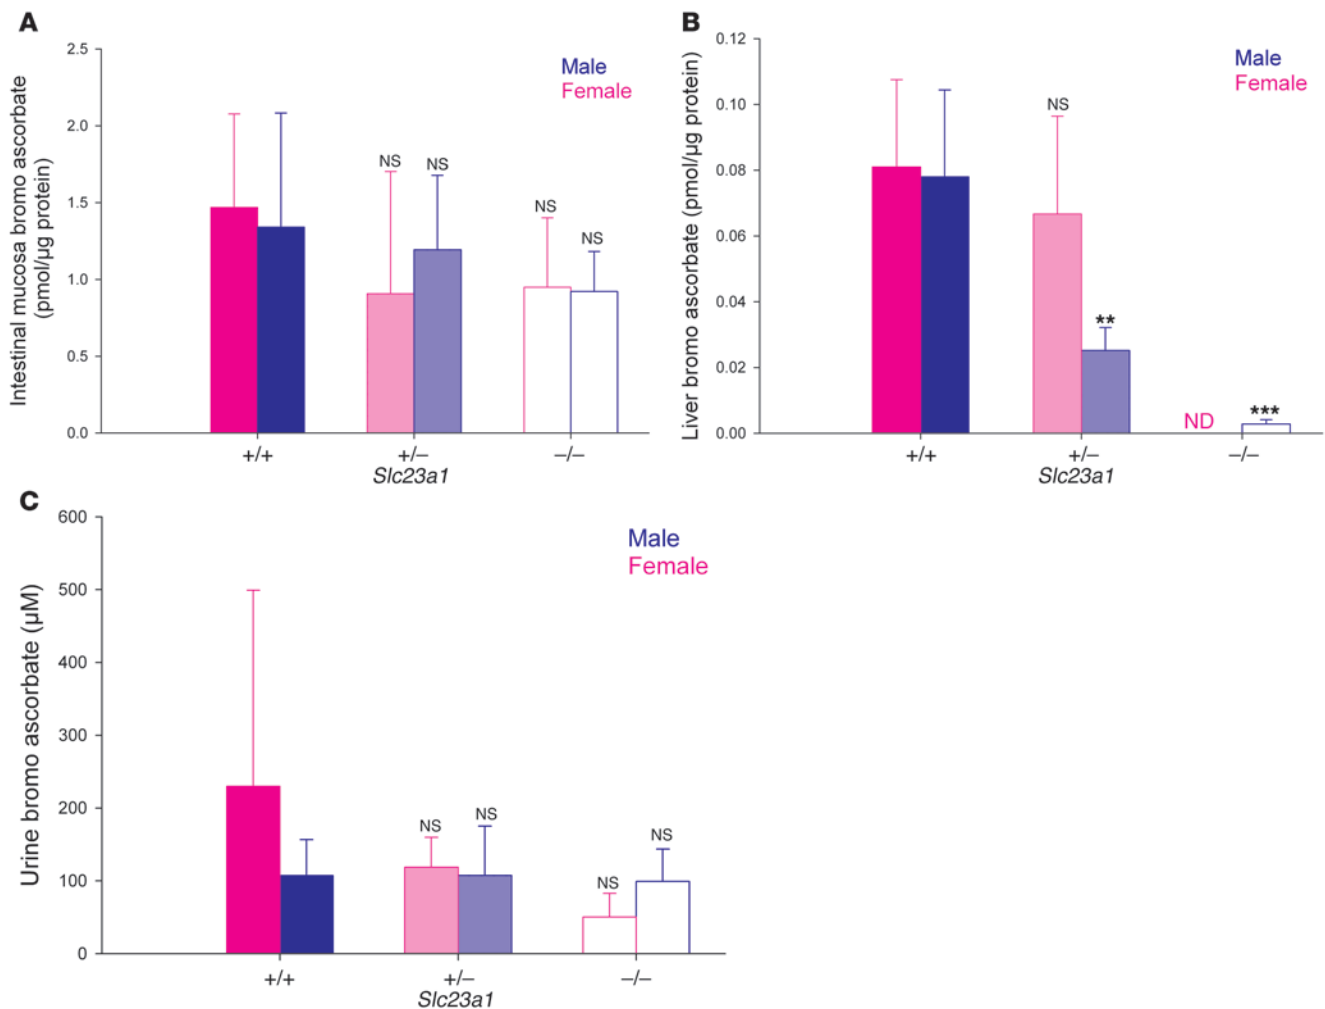 A
Intestinal mucosa bromo ascorbate
(pmol/µg protein)
2.5
2.0
1.5
1.0
0.5
0.0
Male
Female
NS
NS
NS
NS
+/+
+/–
–/–
Slc23a1
B
Liver bromo ascorbate (pmol/µg protein)
0.12
0.10
0.08
0.06
0.04
0.02
0.00
Male
Female
NS
**
ND
***
+/+
+/–
–/–
Slc23a1
C
Urine bromo ascorbate (µM)
600
500
400
300
200
100
0
Male
Female
NS
NS
NS
NS
+/+
+/–
–/–
Slc23a1